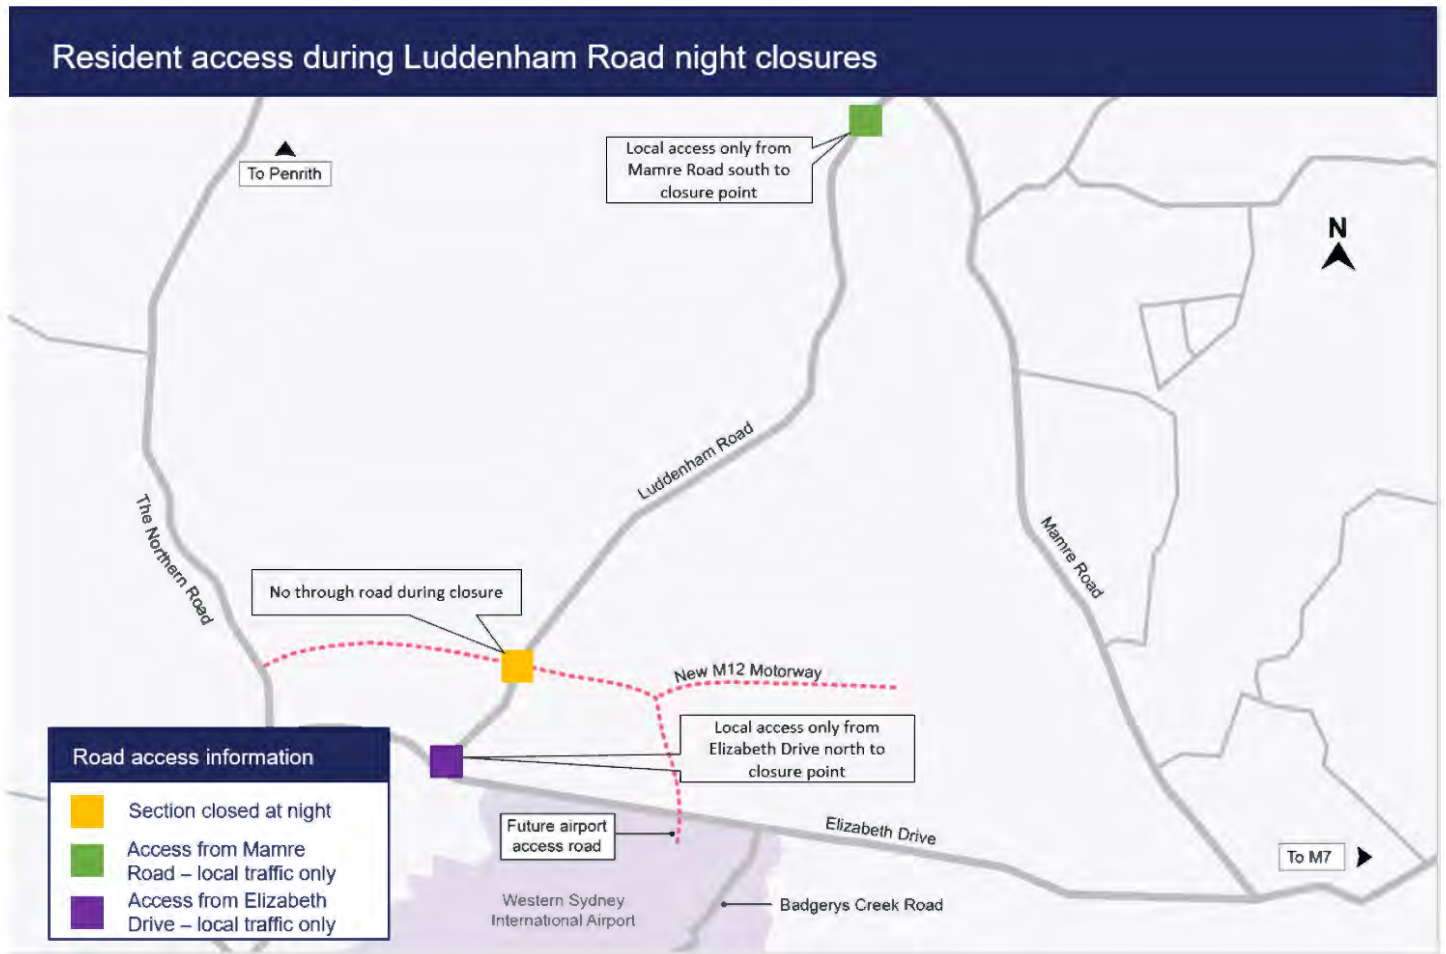 Resident access during Luddenham Road night closures
To Penrith
Local access only from
Mamre Road south to
closure point
N
Luddenham Road
The Northern Road
Mamre Road
No through road during closure
New M12 Motorway
Local access only from
Elizabeth Drive north to
closure point
Road access information
Section closed at night
Access from Mamre
Road – local traffic only
Access from Elizabeth
Drive – local traffic only
Future airport
access road
Elizabeth Drive
To M7
Western Sydney
International Airport
Badgerys Creek Road